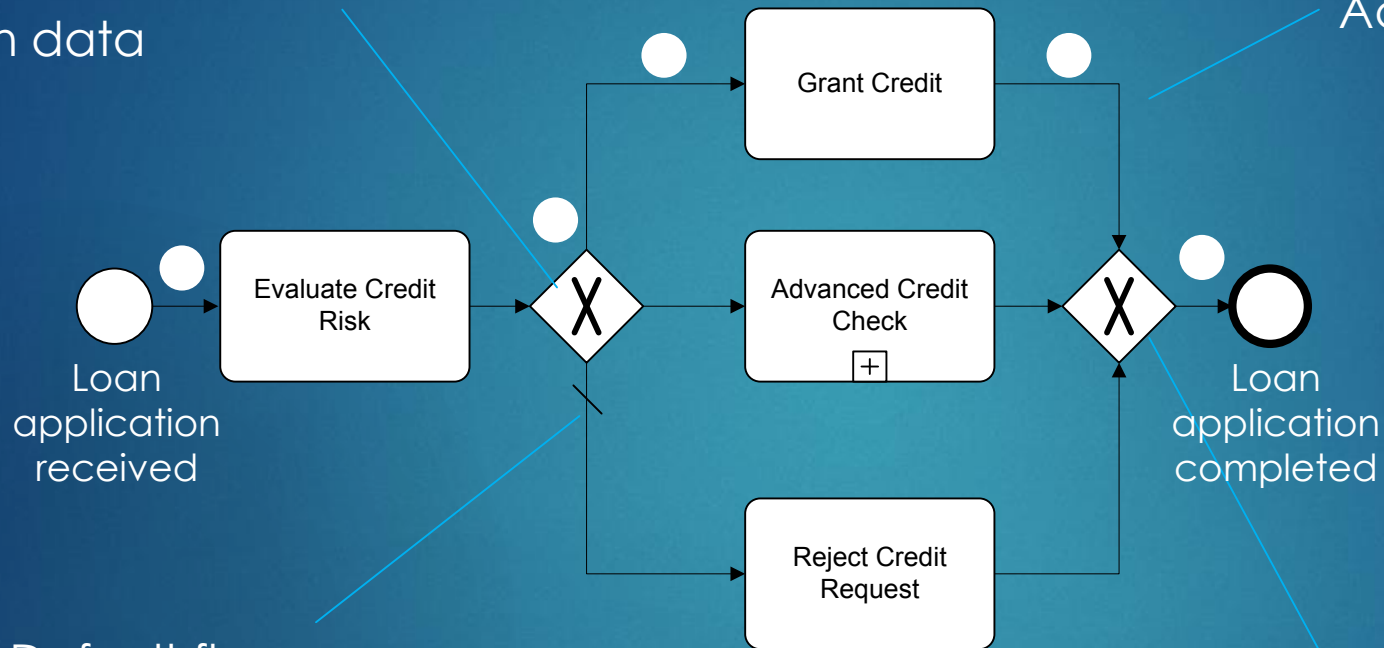 data
Grant Credit
Evaluate Credit
Risk
Advanced Credit
Check
Loan
application
received
Loan
application
completed
Reject Credit
Request